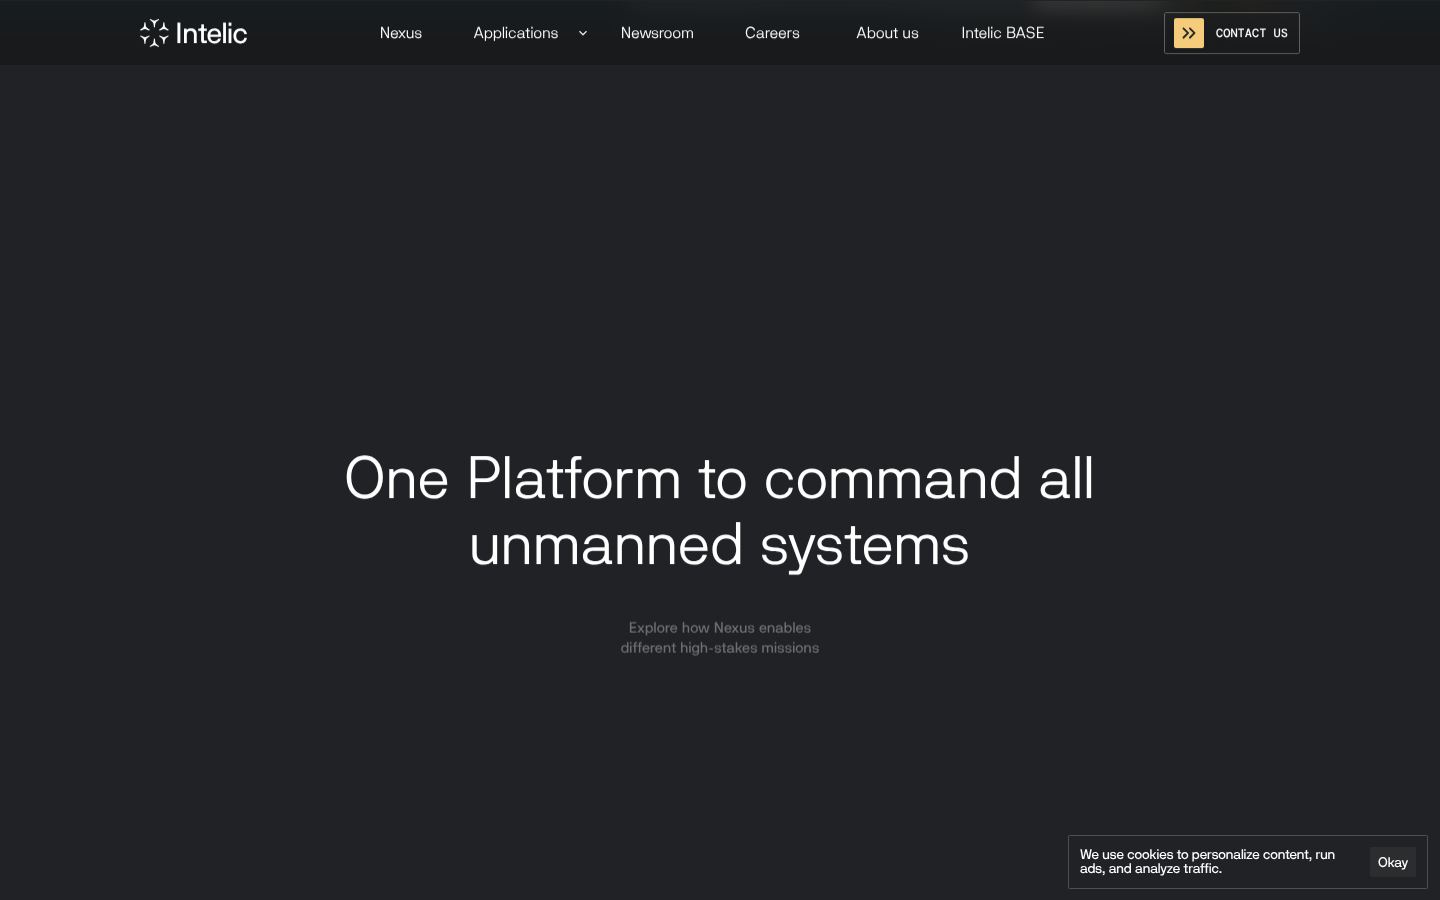 Intelic
Nexus
Applications
Newsroom
Careers
About us
Intelic BASE
CONTACT US
One Platform to command all
unmanned systems
Explore how Nexus enables
different high-stakes missions
We use cookies to personalize content, run
ads, and analyze traffic.
Okay